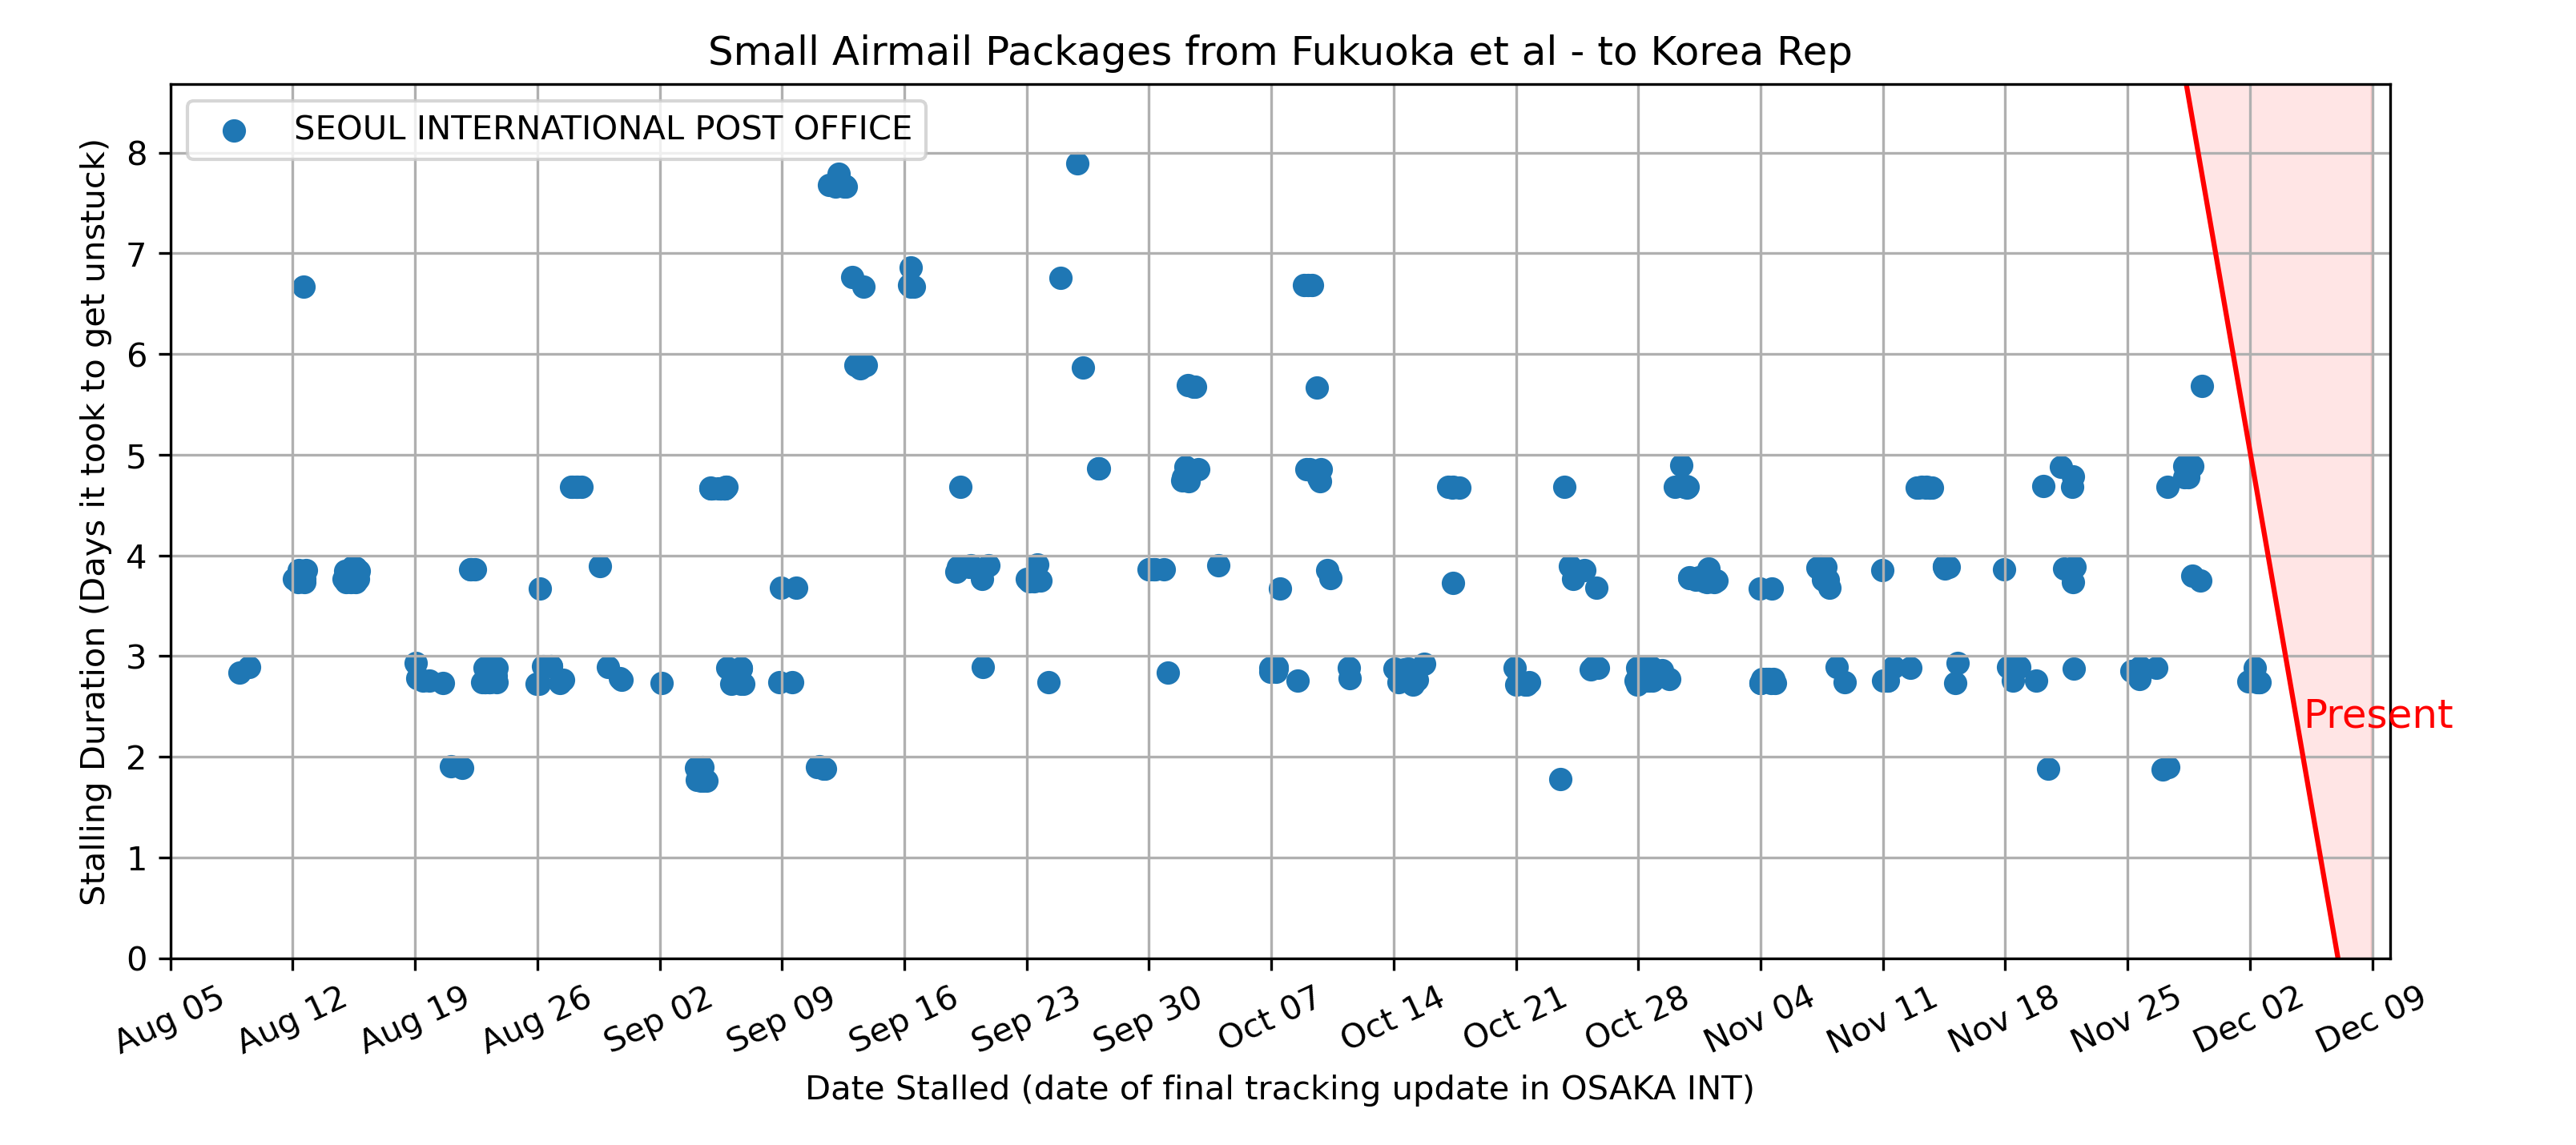 Small Airmail Packages from Fukuoka et al - to Korea Rep
SEOUL INTERNATIONAL POST OFFICE
Stalling Duration (Days it took to get unstuck)
8
7
6
5
4
3
2
1
0
Present
Aug 05
Aug 12
Aug 19
Aug 26
Sep 02
Sep 09
Sep 16
Sep 23
Sep 30
Oct 07
Oct 14
Oct 21
Oct 28
Nov 04
Nov 11
Nov 18
Nov 25
Dec 02
Dec 09
Date Stalled (date of final tracking update in OSAKA INT)